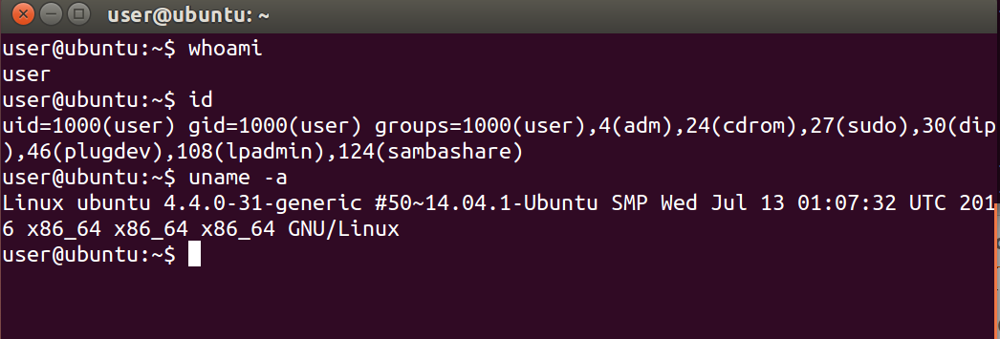 user@ubuntu: ~
user@ubuntu:~$ whoami
user
user@ubuntu:~$ id
uid=1000(user) gid=1000(user) groups=1000(user),4(adm),24(cdrom),27(sudo),30(dip
),46(plugdev),108(lpadmin),124(sambashare)
user@ubuntu:~$ uname -a
Linux ubuntu 4.4.0-31-generic #50~14.04.1-Ubuntu SMP Wed Jul 13 01:07:32 UTC 201
6 x86_64 x86_64 x86_64 GNU/Linux
user@ubuntu:~$